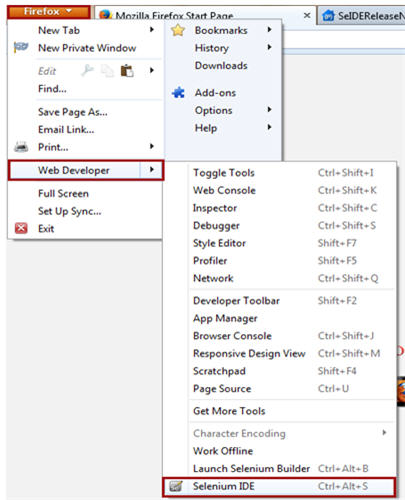 Firefox
Mozilla Firefox Start Page
SeIDEReleaseN
New Tab
New Private Window
Edit
Find...
Save Page As...
Email Link...
Print...
Web Developer
Full Screen
Set Up Sync...
Exit
Bookmarks
History
Downloads
Add-ons
Options
Help
Toggle Tools Ctrl+Shift+I
Web Console Ctrl+Shift+K
Inspector Ctrl+Shift+C
Debugger Ctrl+Shift+S
Style Editor Shift+F7
Profiler Shift+F5
Network Ctrl+Shift+Q
Developer Toolbar Shift+F2
App Manager
Browser Console Ctrl+Shift+J
Responsive Design View Ctrl+Shift+M
Scratchpad Shift+F4
Page Source Ctrl+U
Get More Tools
Character Encoding
Work Offline
Launch Selenium Builder Ctrl+Alt+B
Selenium IDE Ctrl+Alt+S